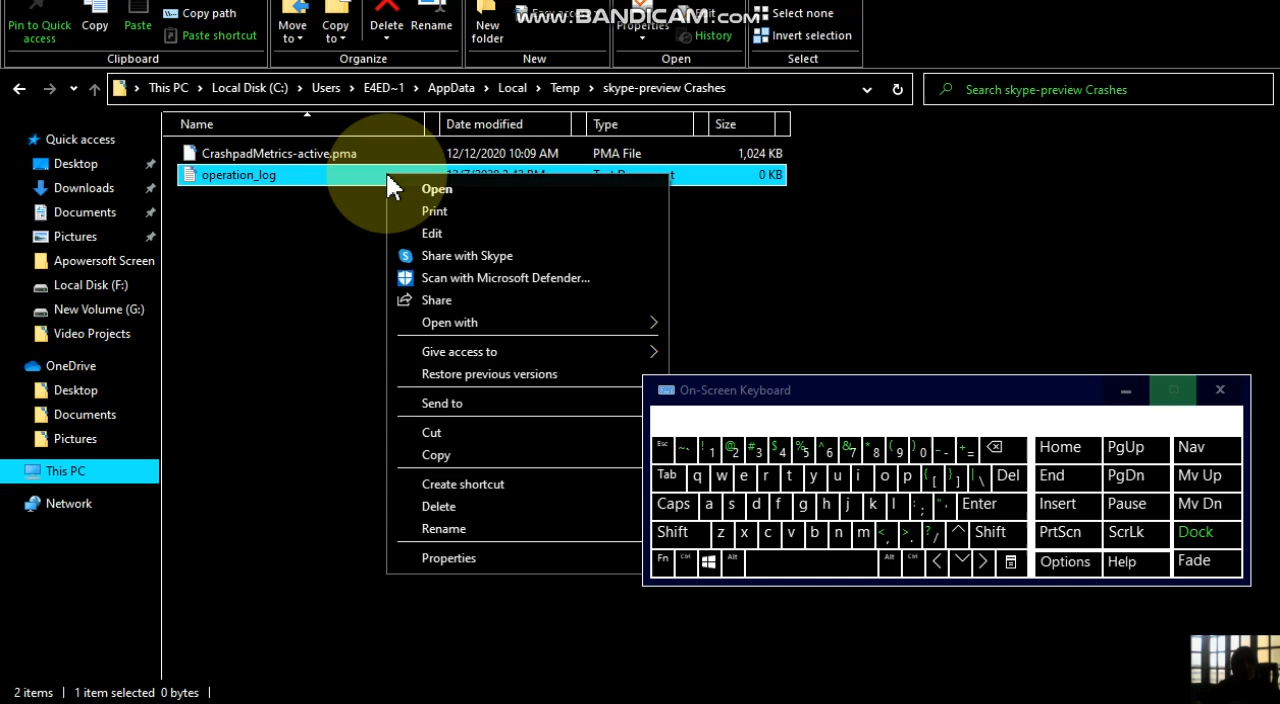 www.BANDICAM.com
Pin to Quick access
Copy
Paste
Copy path
Paste shortcut
Clipboard
Move to
Copy to
Delete
Rename
Organize
New folder
New
Properties
Edit
History
Open
Select none
Invert selection
Select
This PC > Local Disk (C:) > Users > E4ED~1 > AppData > Local > Temp > skype-preview Crashes
Search skype-preview Crashes
Name
Date modified
Type
Size
CrashpadMetrics-active.pma 12/12/2020 10:09 AM PMA File 1,024 KB
operation_log 0 KB
Quick access
Desktop
Downloads
Documents
Pictures
Apowersoft Screen
Local Disk (F:)
New Volume (G:)
Video Projects
OneDrive
Desktop
Documents
Pictures
This PC
Network
Open
Print
Edit
Share with Skype
Scan with Microsoft Defender...
Share
Open with
Give access to
Restore previous versions
Send to
Cut
Copy
Create shortcut
Delete
Rename
Properties
On-Screen Keyboard
Esc ~ ` ! 1 @ 2 # 3 $ 4 % 5 ^ 6 & 7 * 8 ( 9 ) 0 _ - + = Home PgUp Nav
Tab q w e r t y u i o p { [ } ] | \ Del End PgDn Mv Up
Caps a s d f g h j k l : ; " ' Enter Insert Pause Mv Dn
Shift z x c v b n m < , > . ? / Shift PrtScn ScrLk Dock
Fn Ctrl Alt Alt Ctrl Options Help Fade
2 items
1 item selected 0 bytes